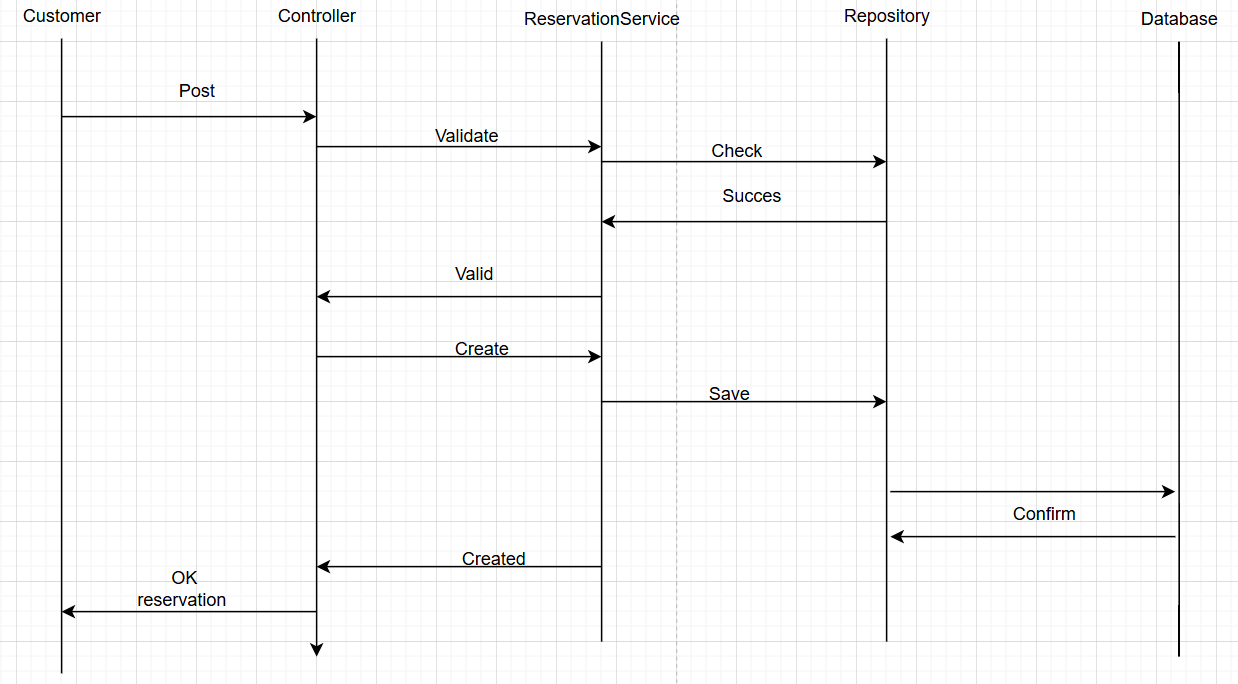 Customer
Controller
ReservationService
Repository
Database
Post
Validate
Check
Succes
Valid
Create
Save
Confirm
Created
OK
reservation